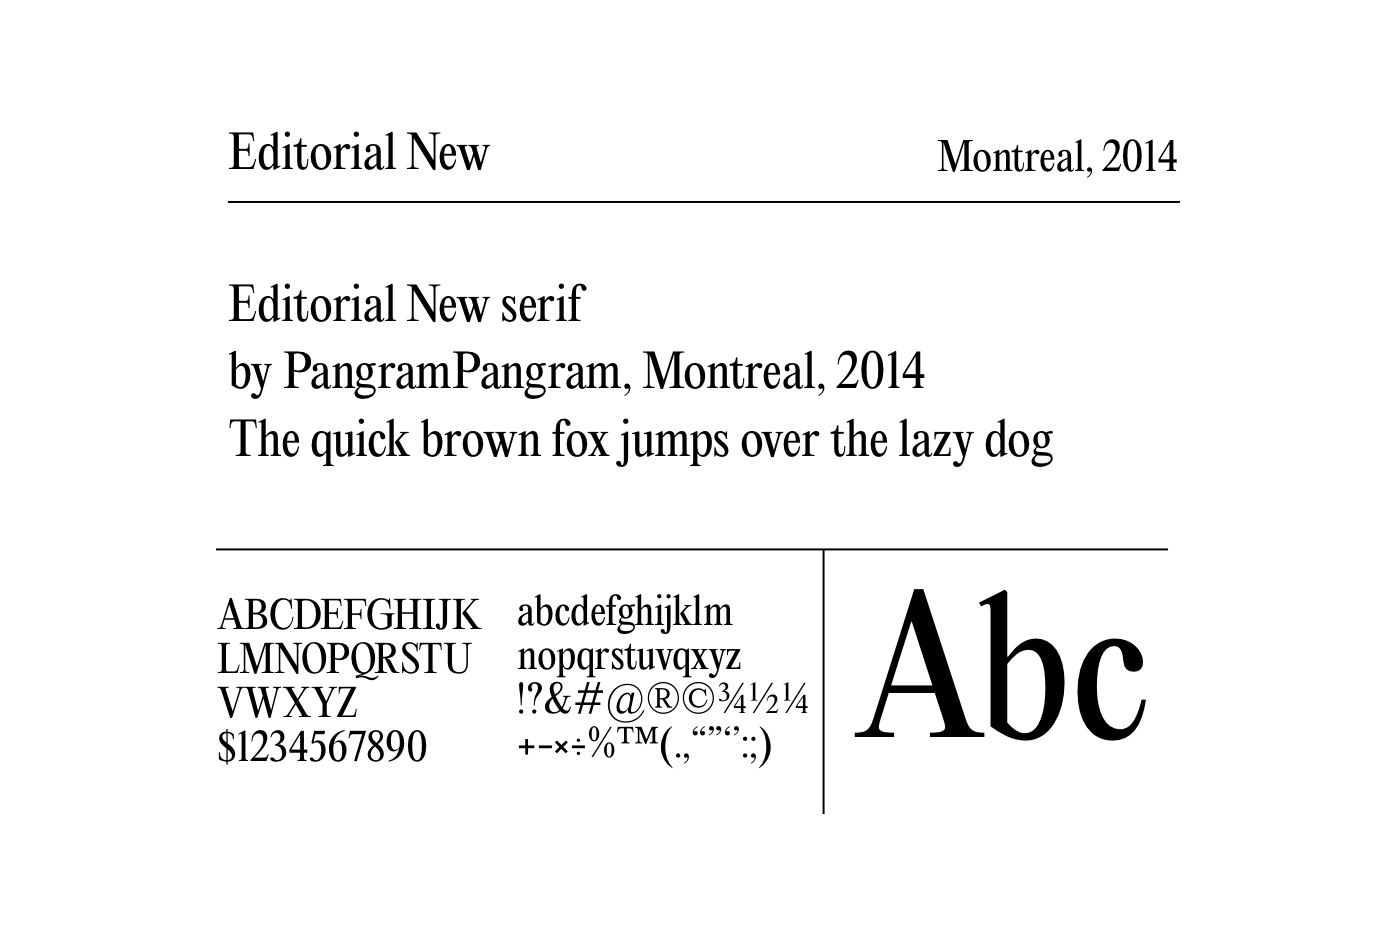 Editorial New
Montreal, 2014
Editorial New serif
by PangramPangram, Montreal, 2014
The quick brown fox jumps over the lazy dog
ABCDEFGHIJK
LMNOPQRSTU
VWXYZ
$1234567890
abcdefghijklm
nopqrstuvqxyz
!?&#@®©¾½¼
+−×÷%™(.,“”‘’:;)
Abc